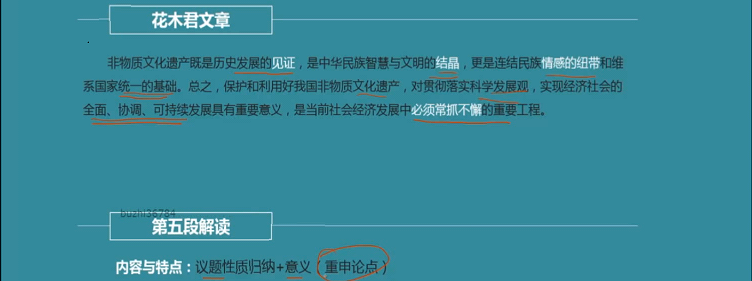 花木君文章
非物质文化遗产既是历史发展的见证，是中华民族智慧与文明的结晶，更是连结民族情感的纽带和维
系国家统一的基础。总之，保护和利用好我国非物质文化遗产，对贯彻落实科学发展观，实现经济社会的
全面、协调、可持续发展具有重要意义，是当前社会经济发展中必须常抓不懈的重要工程。
buzhi36784
第五段解读
内容与特点：议题性质归纳+意义（重申论点）